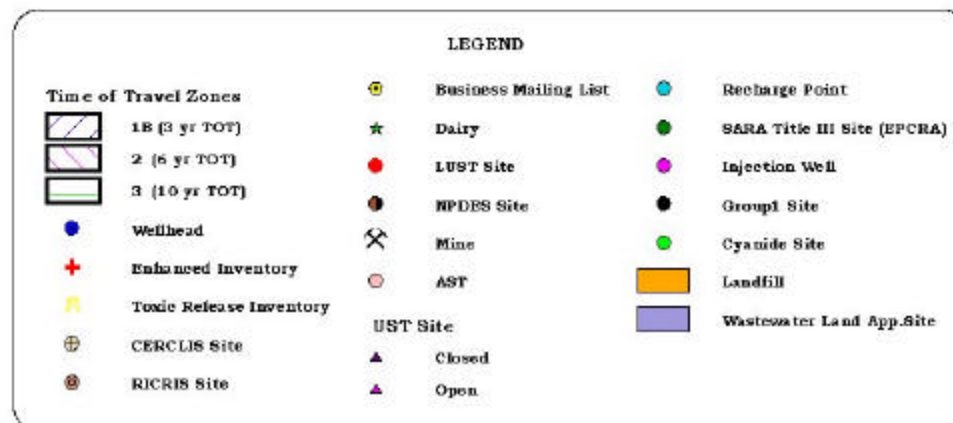 LEGEND
Time of Travel Zones
1B (3 yr TOT)
2 (6 yr TOT)
3 (10 yr TOT)
Wellhead
Enhanced Inventory
Toxic Release Inventory
CERCLIS Site
RICRIS Site
Business Mailing List
Dairy
LUST Site
NPDES Site
Mine
AST
UST Site
Closed
Open
Recharge Point
SARA Title III Site (EPCRA)
Injection Well
Group1 Site
Cyanide Site
Landfill
Wastewater Land App.Site